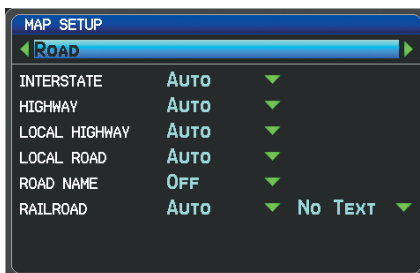 MAP SETUP
ROAD
INTERSTATE AUTO
HIGHWAY AUTO
LOCAL HIGHWAY AUTO
LOCAL ROAD AUTO
ROAD NAME OFF
RAILROAD AUTO NO TEXT